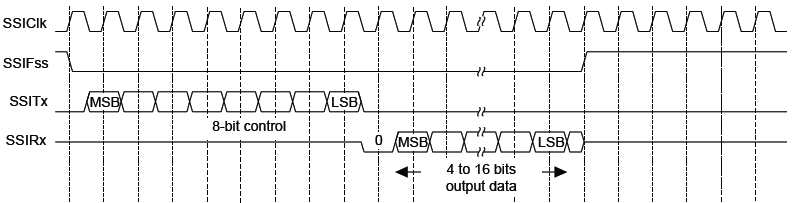 SSIClk
SSIFss
SSITx MSB LSB
8-bit control
SSIRx 0 MSB LSB
4 to 16 bits
output data